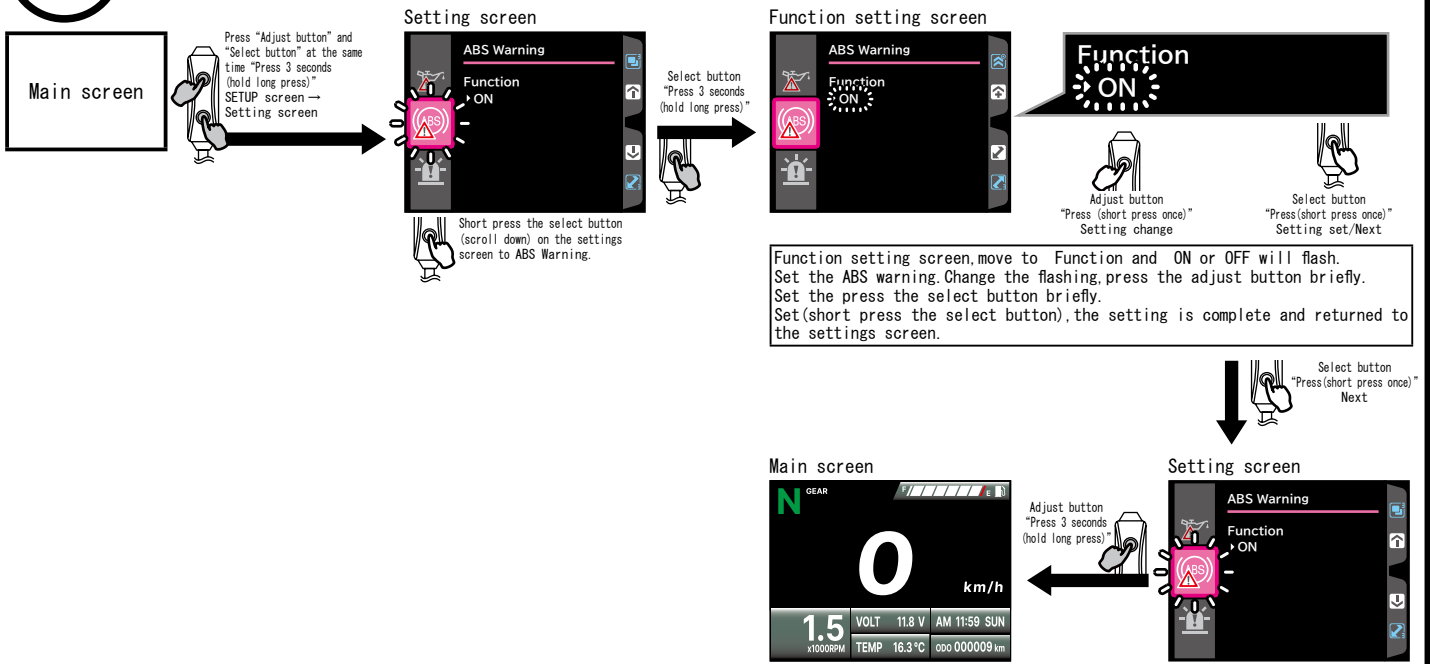 Setting screen
Function setting screen
Main screen
Press “Adjust button” and
“Select button” at the same
time “Press 3 seconds
(hold long press)”
SETUP screen →
Setting screen
ABS Warning
Function
ON
(ABS)
Short press the select button
(scroll down) on the settings
screen to ABS Warning.
Select button
“Press 3 seconds
(hold long press)”
ABS Warning
Function
ON
(ABS)
Function
ON
Adjust button
“Press (short press once)”
Setting change
Select button
“Press(short press once)”
Setting set/Next
Function setting screen,move to Function and ON or OFF will flash.
Set the ABS warning.Change the flashing,press the adjust button briefly.
Set the press the select button briefly.
Set(short press the select button),the setting is complete and returned to
the settings screen.
Select button
“Press(short press once)”
Next
Main screen
N GEAR
F E
0
km/h
1.5
x1000RPM
VOLT 11.8 V
AM 11:59 SUN
TEMP 16.3 °C
ODO 000009 km
Adjust button
“Press 3 seconds
(hold long press)”
Setting screen
ABS Warning
Function
ON
(ABS)